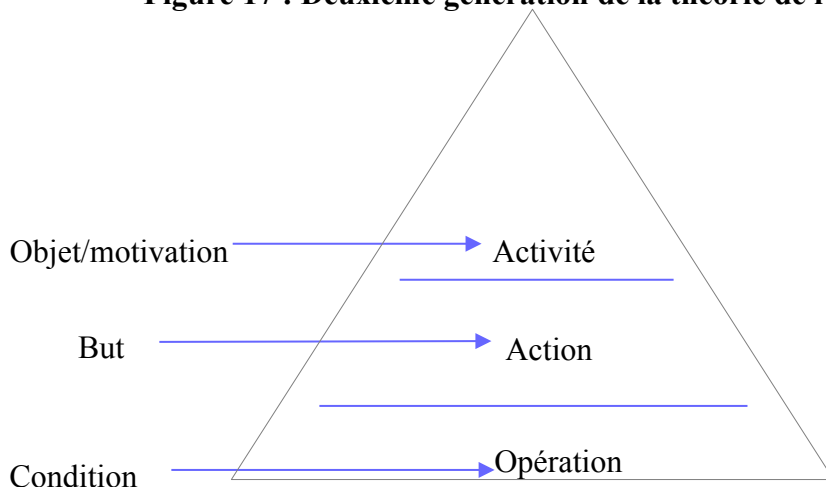 Figure 17 : Deuxième génération de la théorie de l
Objet/motivation Activité
But Action
Condition Opération